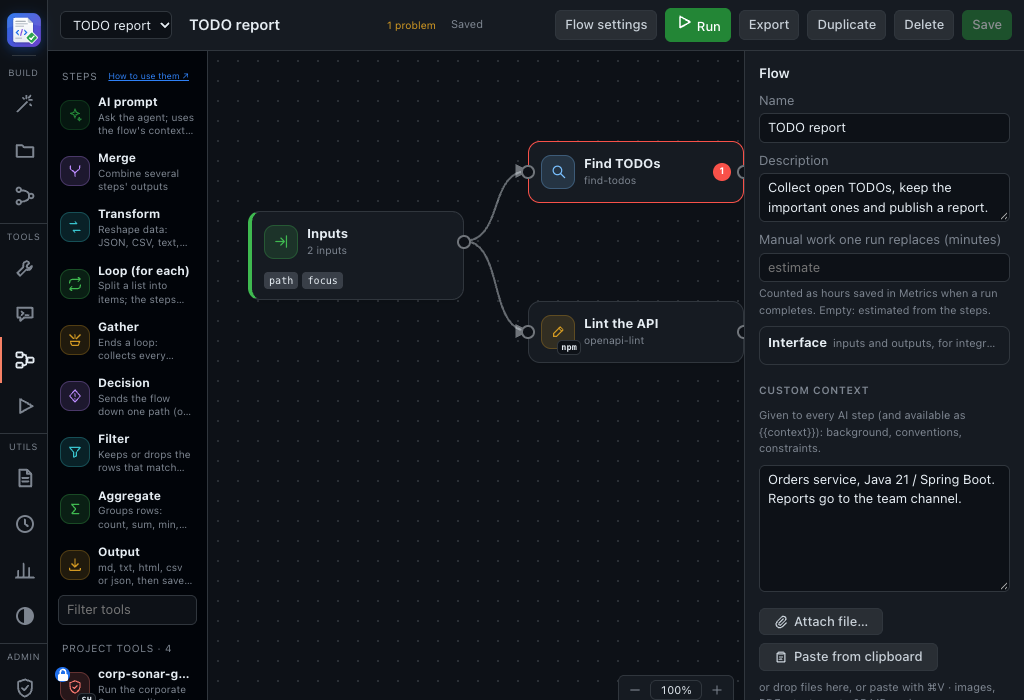 TODO report
TODO report
1 problem
Saved
Flow settings
Run
Export
Duplicate
Delete
Save
BUILD
TOOLS
UTILS
ADMIN
STEPS
How to use them ↗
AI prompt
Ask the agent; uses
the flow's context...
Merge
Combine several
steps' outputs
Transform
Reshape data:
JSON, CSV, text,...
Loop (for each)
Split a list into
items; the steps...
Gather
Ends a loop:
collects every...
Decision
Sends the flow
down one path (o...
Filter
Keeps or drops the
rows that match...
Aggregate
Groups rows:
count, sum, min,...
Output
md, txt, html, csv
or json, then save...
Filter tools
PROJECT TOOLS · 4
corp-sonar-g...
Run the corporate
Inputs
2 inputs
path
focus
Find TODOs
find-todos
1
Lint the API
openapi-lint
npm
100%
Flow
Name
TODO report
Description
Collect open TODOs, keep the
important ones and publish a report.
Manual work one run replaces (minutes)
estimate
Counted as hours saved in Metrics when a run
completes. Empty: estimated from the steps.
Interface inputs and outputs, for integr...
CUSTOM CONTEXT
Given to every AI step (and available as
{{context}}): background, conventions,
constraints.
Orders service, Java 21 / Spring Boot.
Reports go to the team channel.
Attach file...
Paste from clipboard
or drop files here, or paste with ⌘V · images,